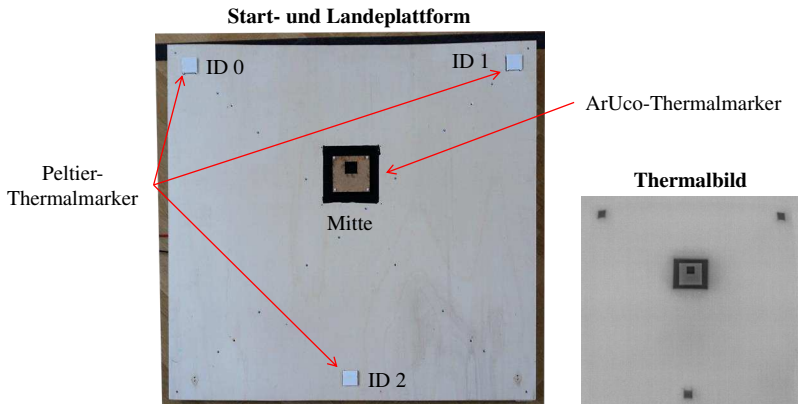 Start- und Landeplattform
ID 0
ID 1
ArUco-Thermalmarker
Peltier-
Thermalmarker
Thermalbild
Mitte
ID 2